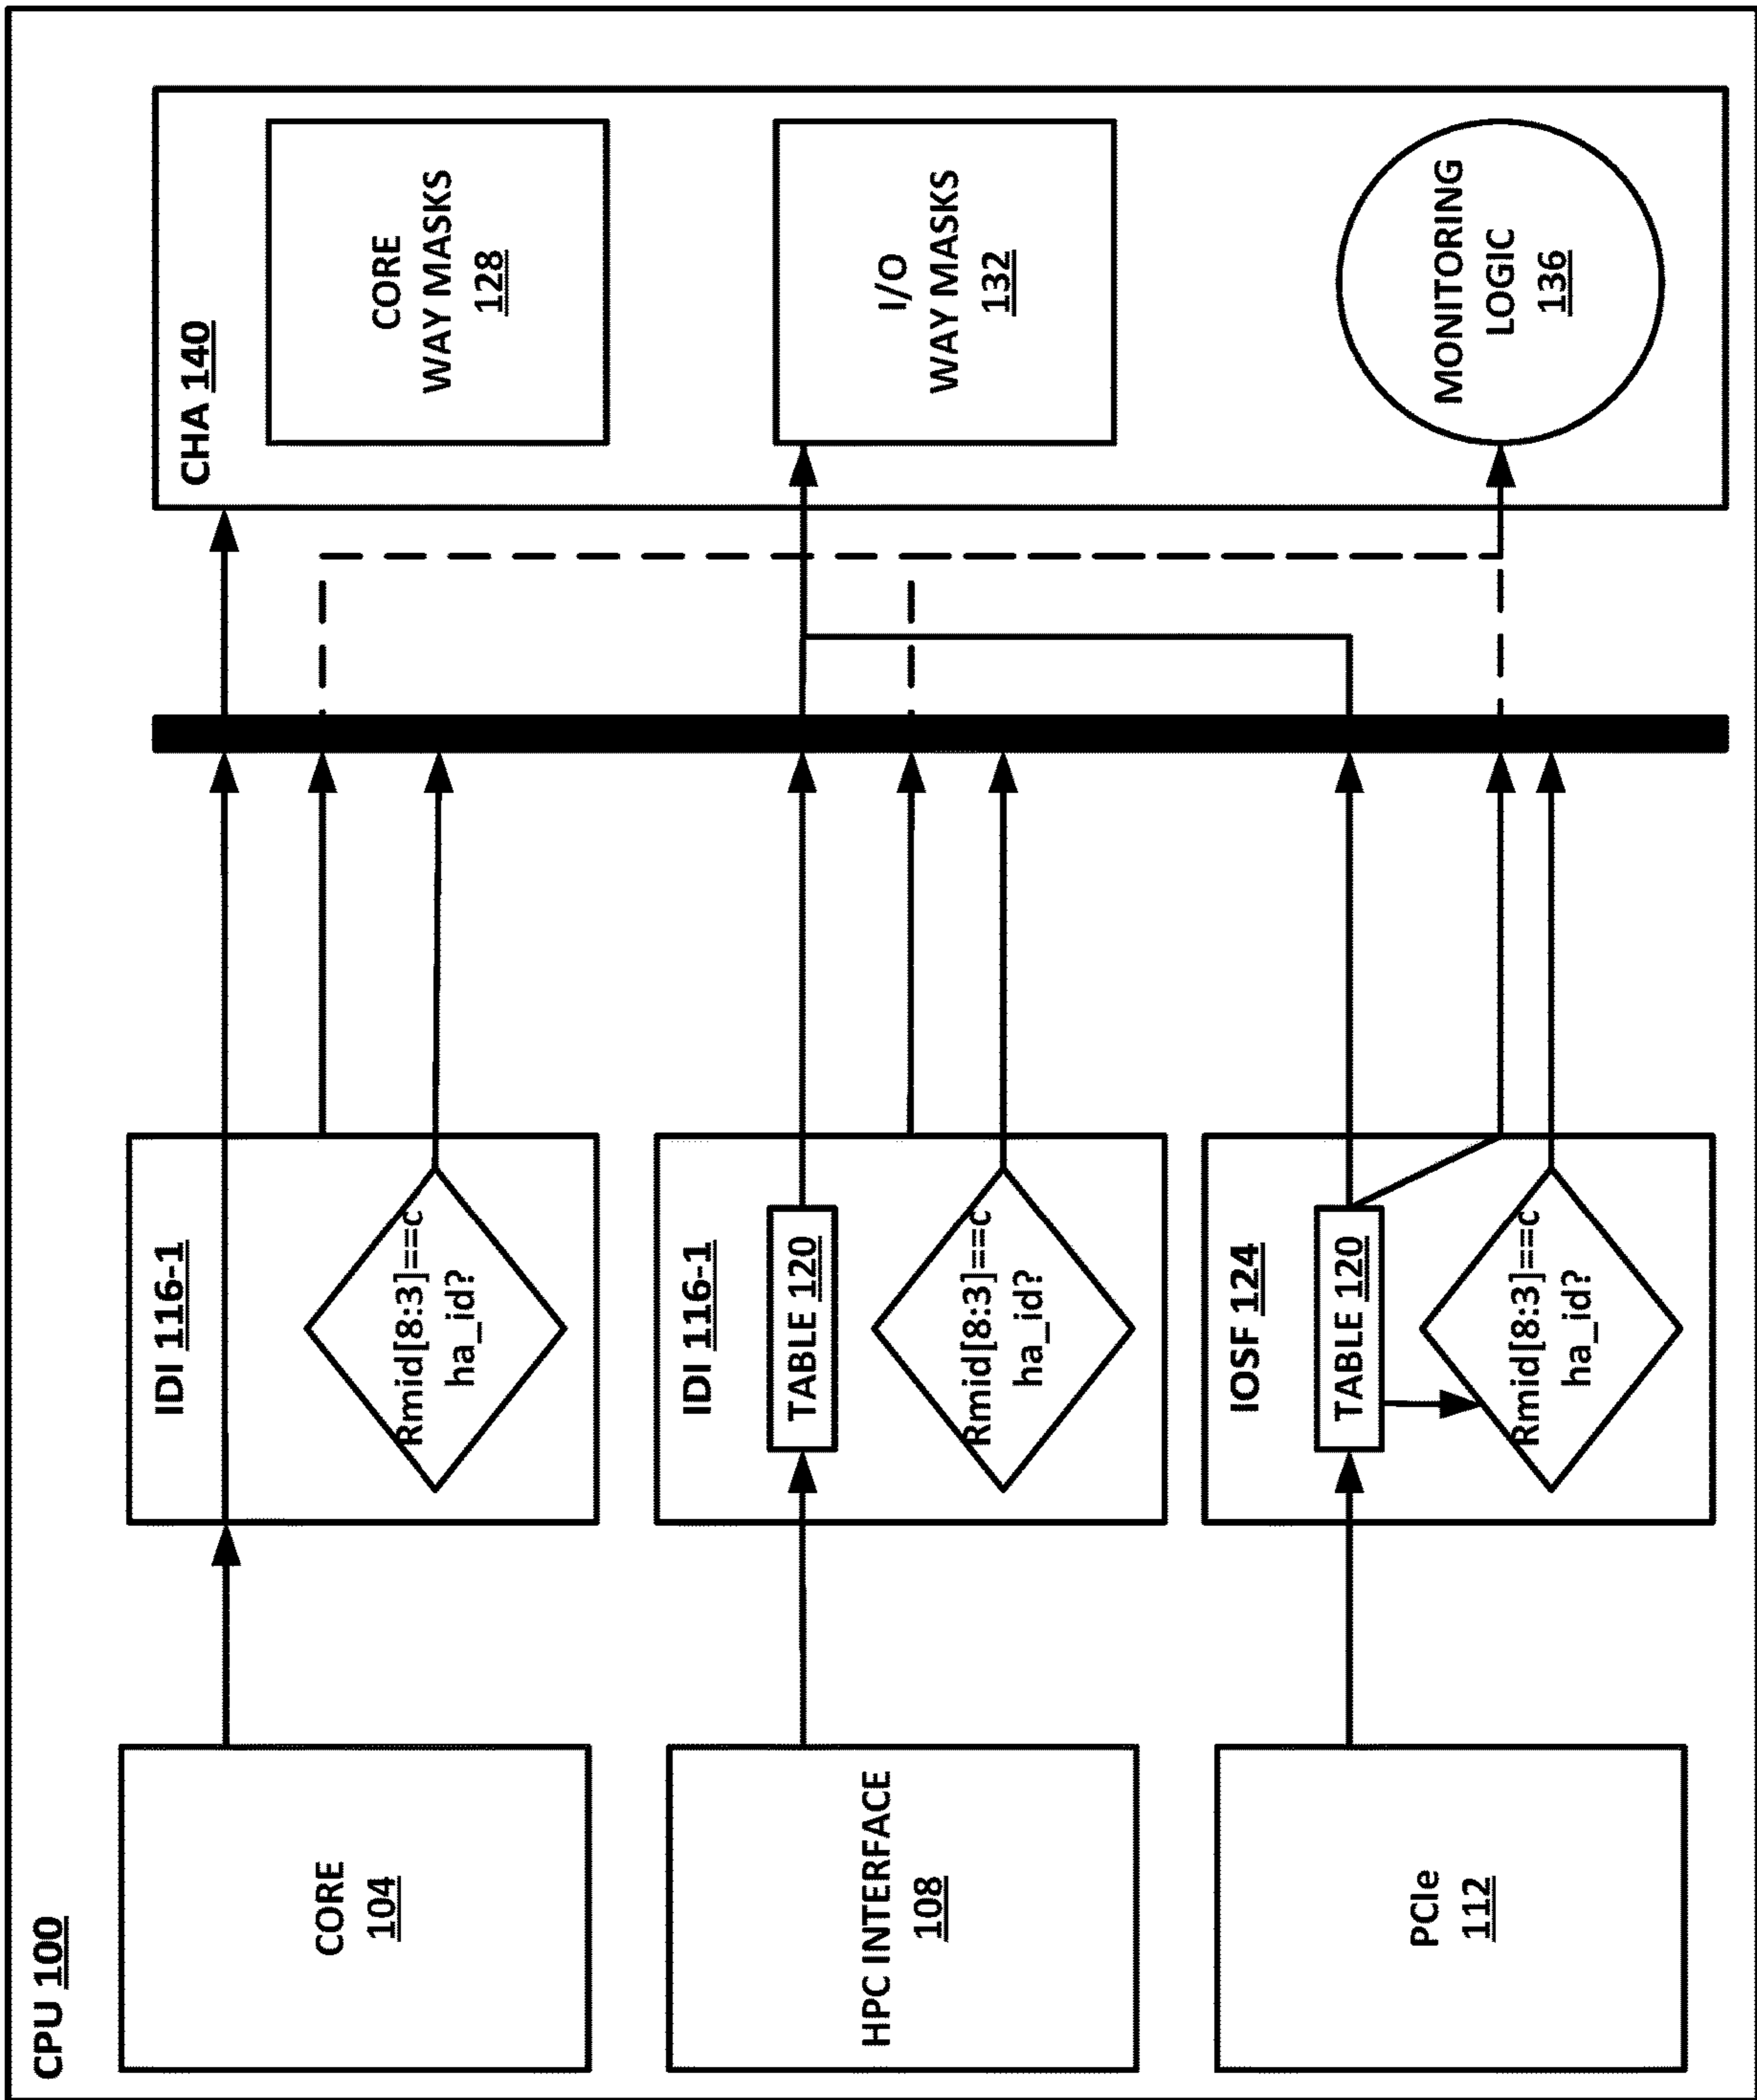 CPU 100
CORE
104
HPC INTERFACE
108
PCIe
112
IDI 116-1
Rmid[8:3]==c
ha_id?
IDI 116-1
TABLE 120
Rmid[8:3]==c
ha_id?
IOSF 124
TABLE 120
Rmid[8:3]==c
ha_id?
CHA 140
CORE
WAY MASKS
128
I/O
WAY MASKS
132
MONITORING
LOGIC
136